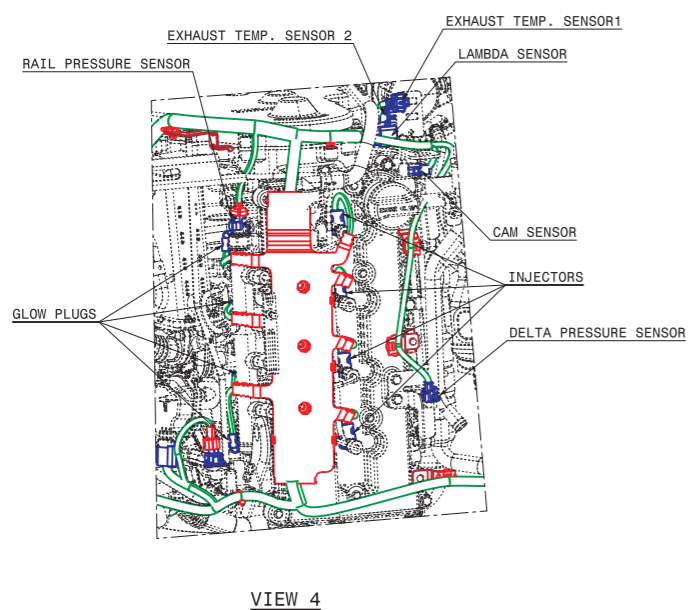 EXHAUST TEMP. SENSOR1
EXHAUST TEMP. SENSOR 2
LAMBDA SENSOR
RAIL PRESSURE SENSOR
CAM SENSOR
INJECTORS
GLOW PLUGS
DELTA PRESSURE SENSOR
VIEW 4